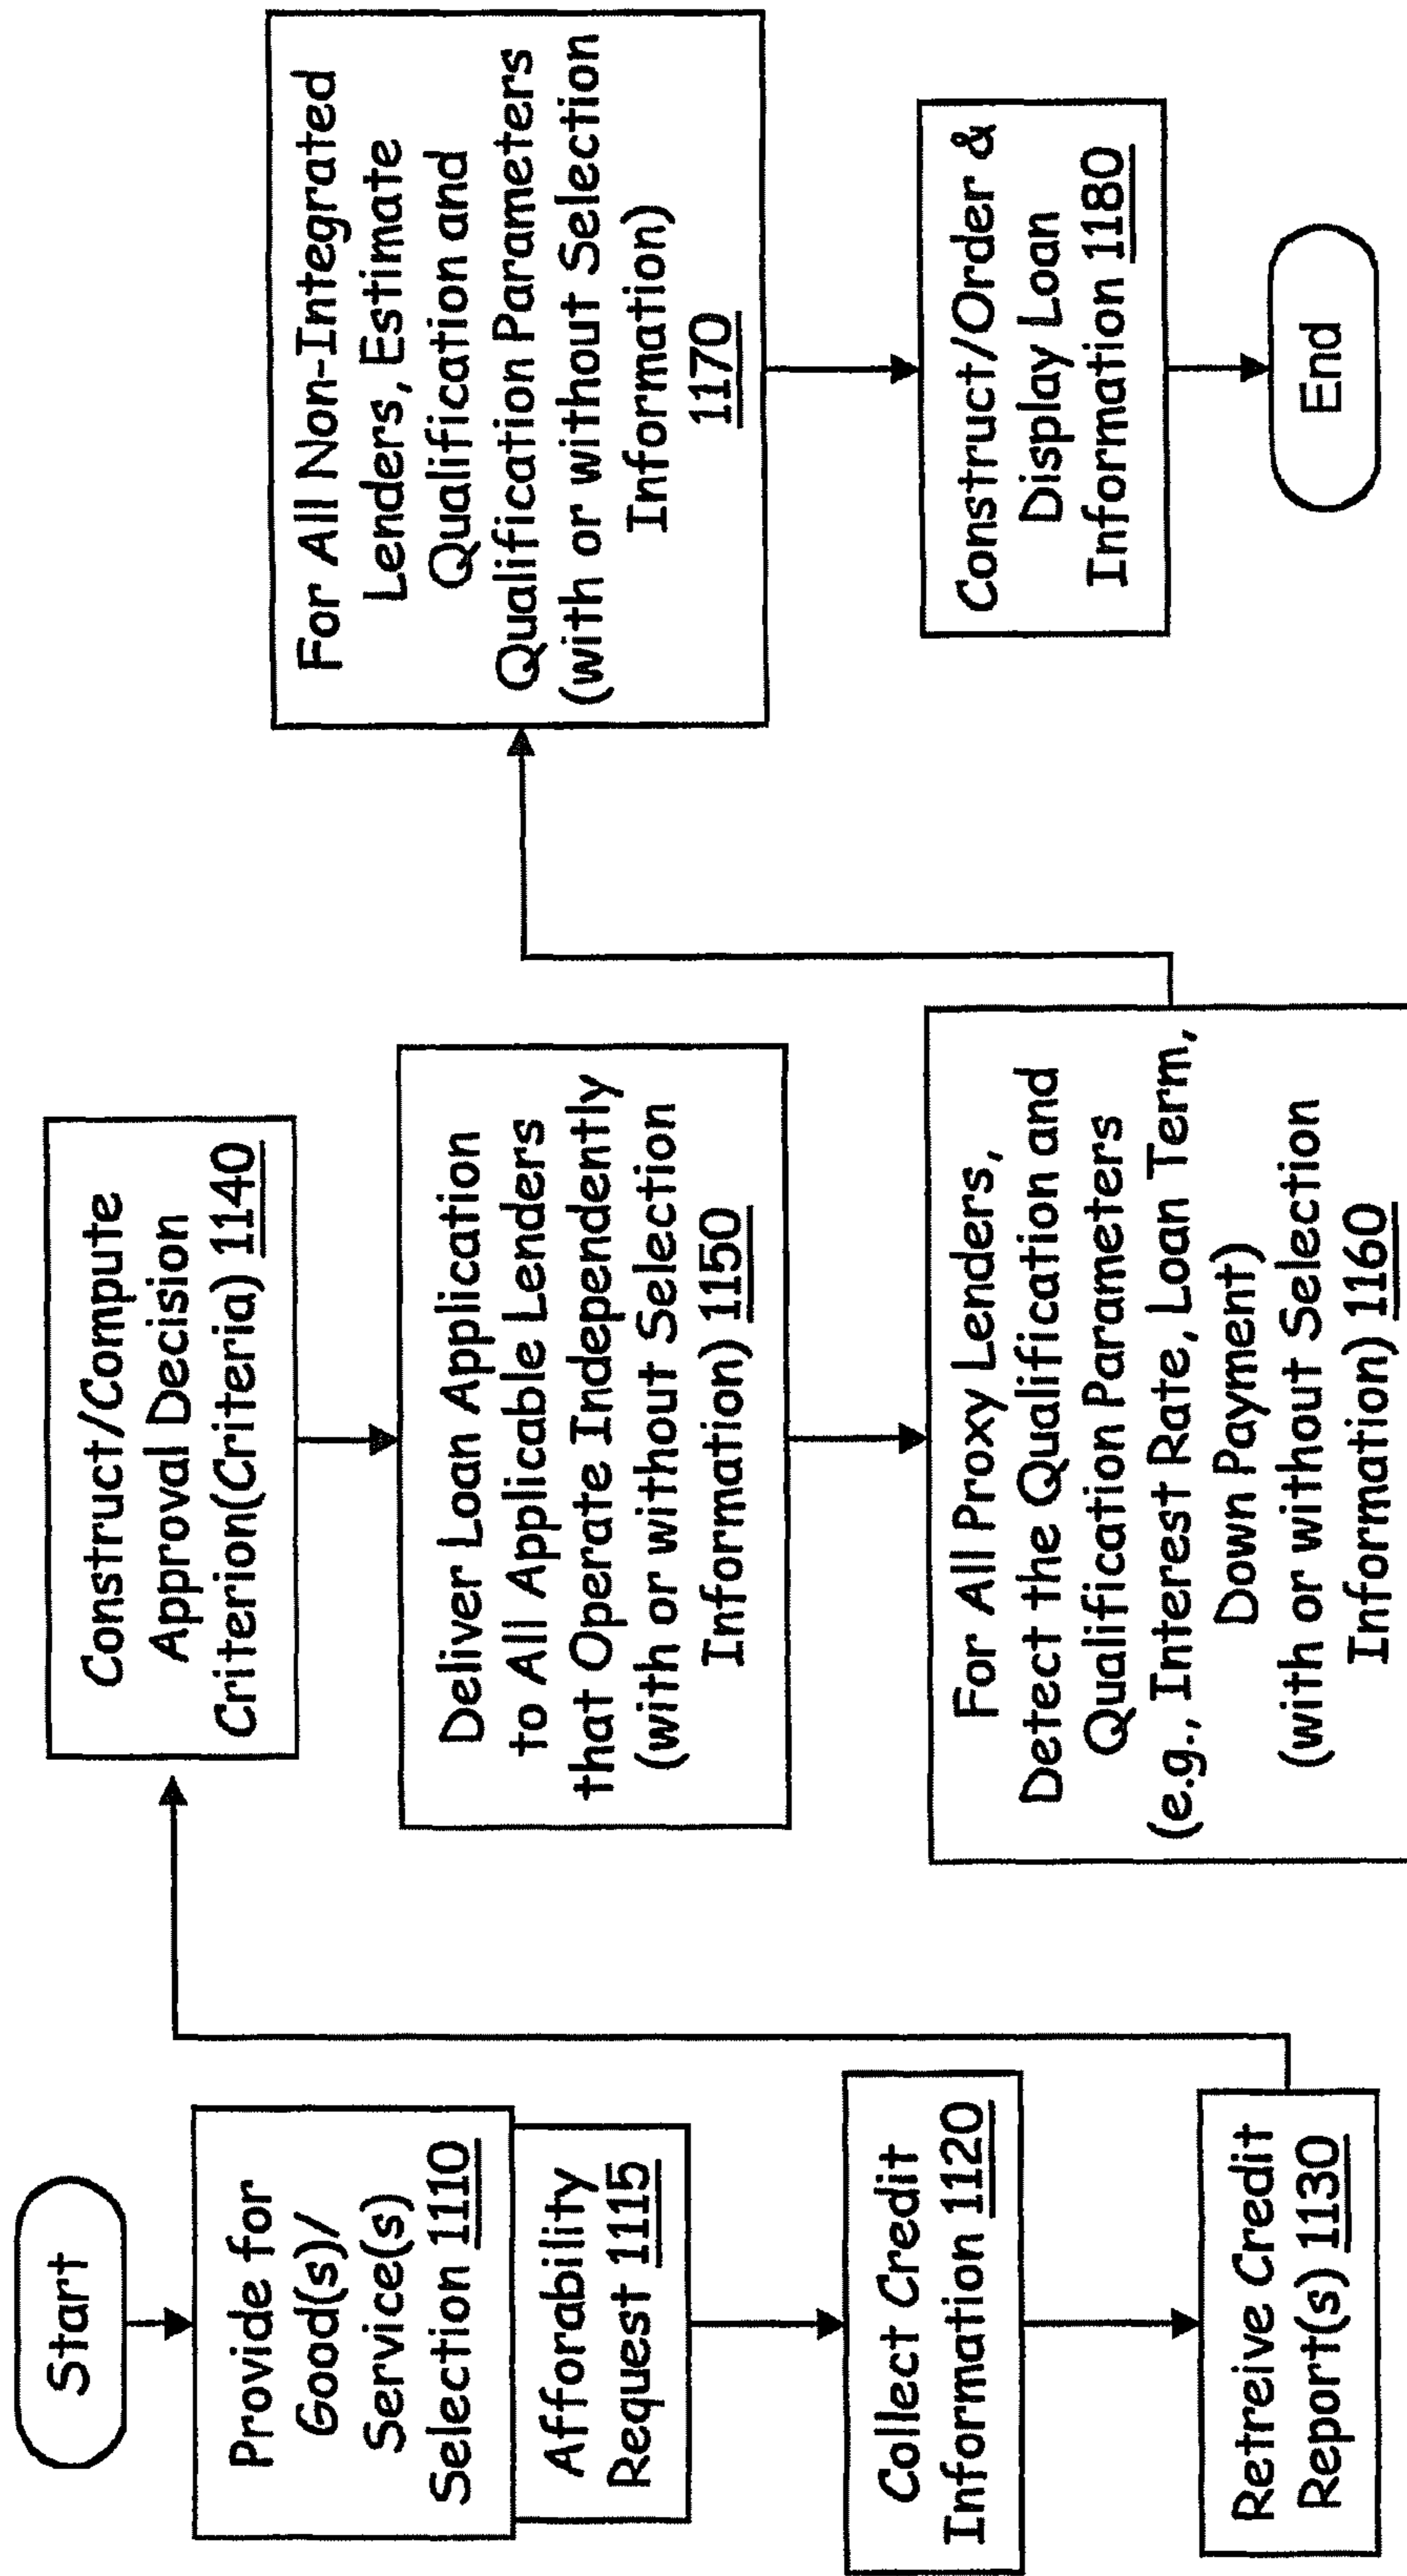 Start
Provide for
Good(s)/
Service(s)
Selection 1110
Afforability
Request 1115
Collect Credit
Information 1120
Retreive Credit
Report(s) 1130
Construct/Compute
Approval Decision
Criterion(Criteria) 1140
Deliver Loan Application
to All Applicable Lenders
that Operate Independently
(with or without Selection
Information) 1150
For All Proxy Lenders,
Detect the Qualification and
Qualification Parameters
(e.g., Interest Rate, Loan Term,
Down Payment)
(with or without Selection
Information) 1160
For All Non-Integrated
Lenders, Estimate
Qualification and
Qualification Parameters
(with or without Selection
Information)
1170
Construct/Order &
Display Loan
Information 1180
End